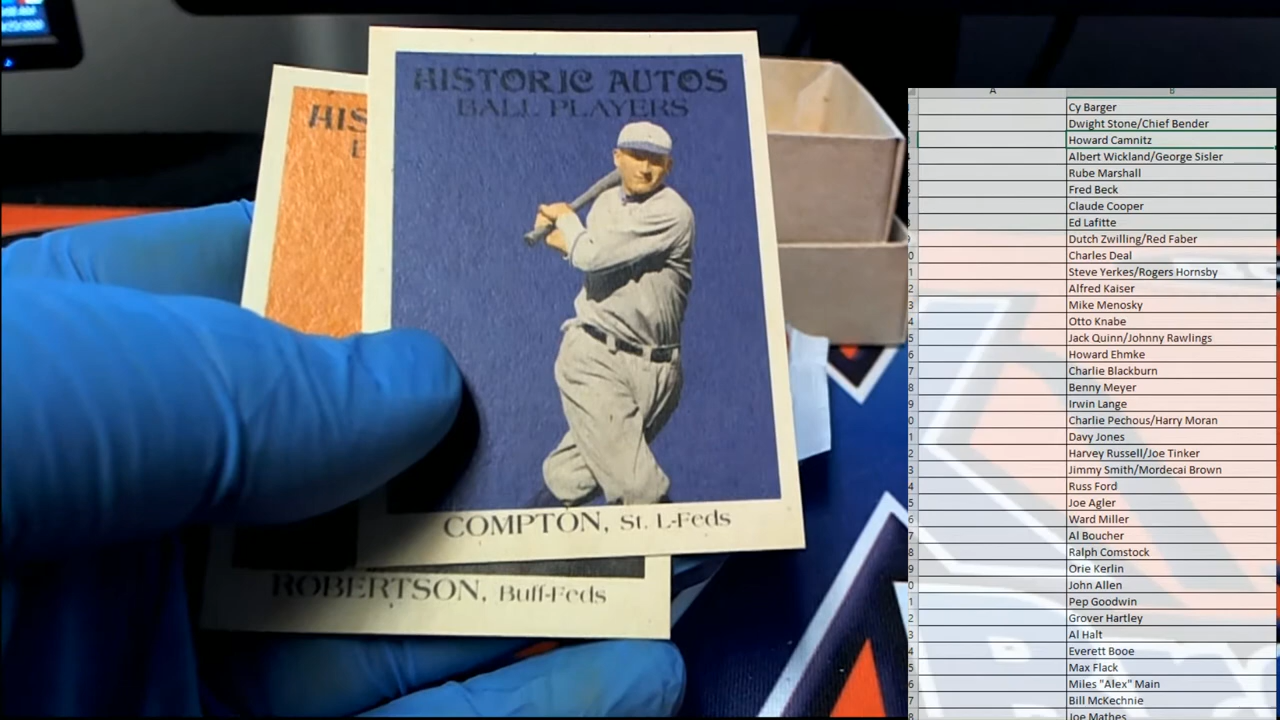 HISTORIC AUTOS
BALL PLAYERS
COMPTON, St. L-Feds
HIS
ROBERTSON, Buff-Feds
A
B
Cy Barger
Dwight Stone/Chief Bender
Howard Camnitz
Albert Wickland/George Sisler
Rube Marshall
Fred Beck
Claude Cooper
Ed Lafitte
Dutch Zwilling/Red Faber
Charles Deal
Steve Yerkes/Rogers Hornsby
Alfred Kaiser
Mike Menosky
Otto Knabe
Jack Quinn/Johnny Rawlings
Howard Ehmke
Charlie Blackburn
Benny Meyer
Irwin Lange
Charlie Pechous/Harry Moran
Davy Jones
Harvey Russell/Joe Tinker
Jimmy Smith/Mordecai Brown
Russ Ford
Joe Agler
Ward Miller
Al Boucher
Ralph Comstock
Orie Kerlin
John Allen
Pep Goodwin
Grover Hartley
Al Halt
Everett Booe
Max Flack
Miles "Alex" Main
Bill McKechnie
Joe Mathes